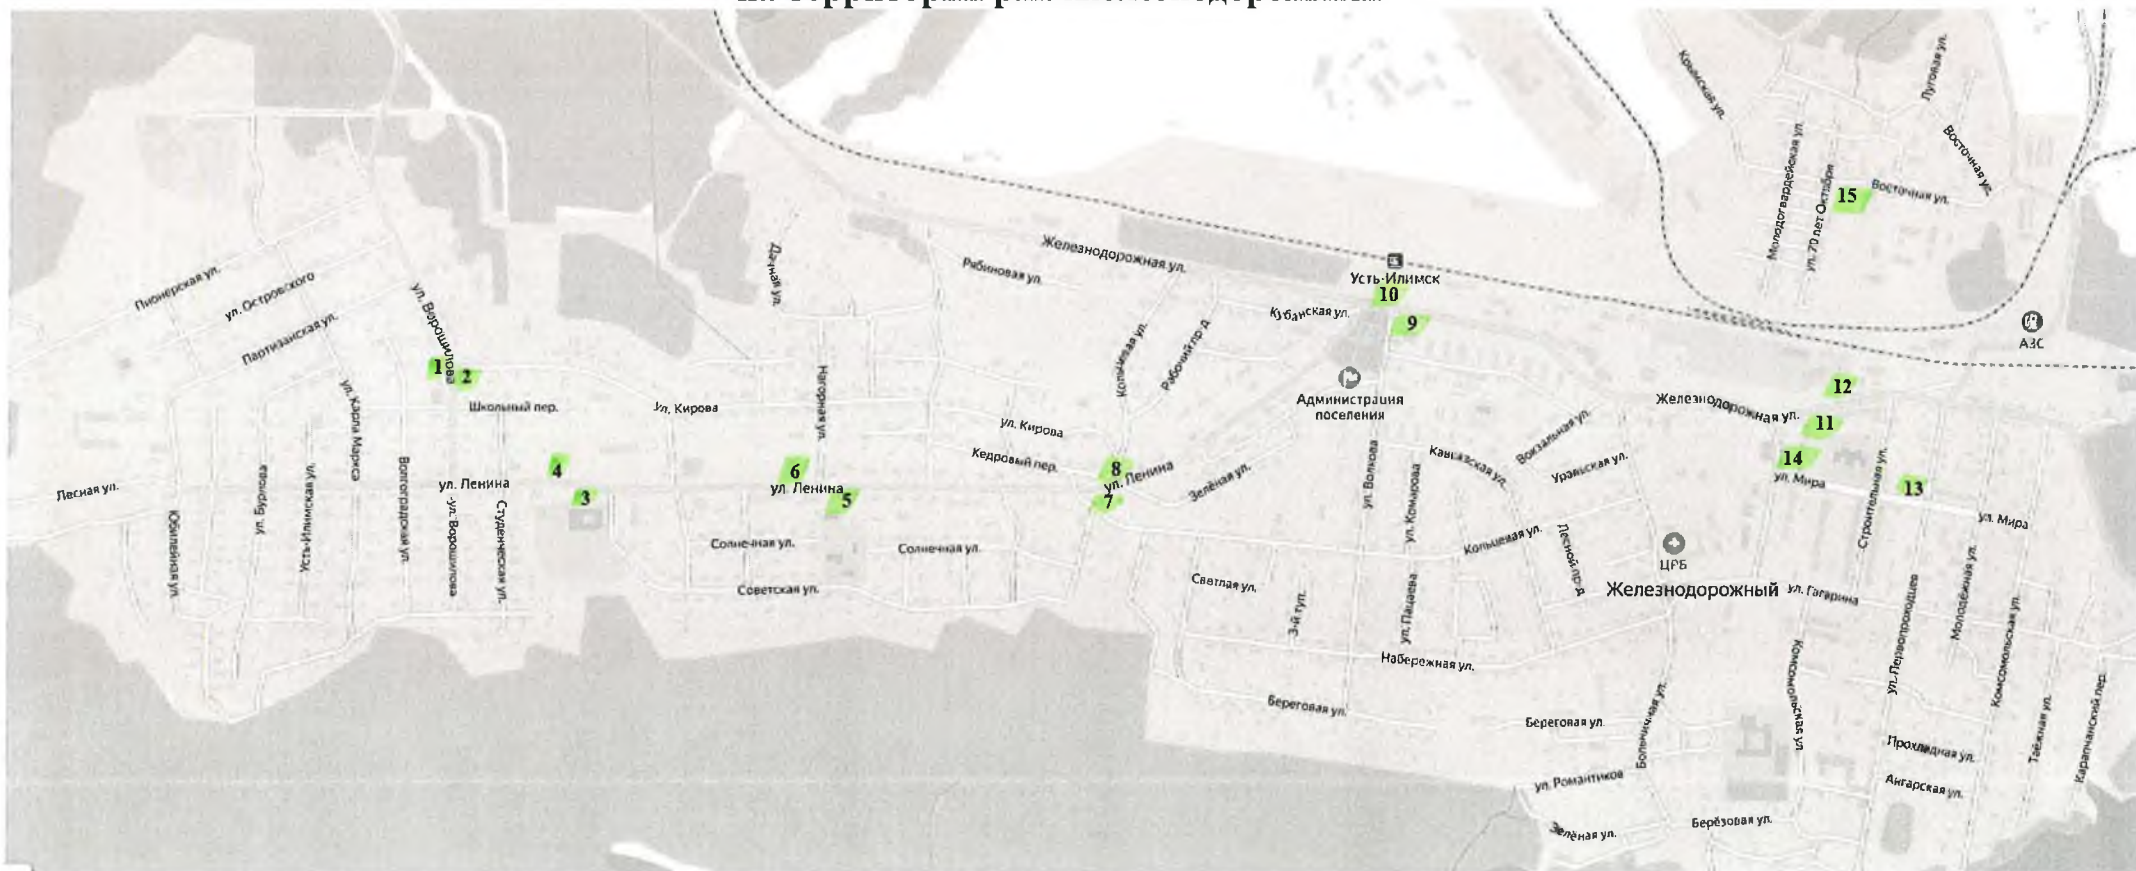 Крымская ул.
Луговая ул.
Восточная ул.
Молодогвардейская ул.
ул. 70 лет Октября
15
Восточная ул.
Дачная ул.
Железнодорожная ул.
Рябиновая ул.
Усть-Илимск
10
Кубанская ул.
9
АЗС
Пионерская ул.
ул. Островского
Партизанская ул.
ул. Ворошилова
1
2
Школьный пер.
ул. Карла Маркса
ул. Кирова
Нагорная ул.
Кольцевая ул.
Рабочий пр-д
Администрация
поселения
12
Железнодорожная ул.
11
ул. Кирова
Кедровый пер.
8
ул. Ленина
7
Зелёная ул.
ул. Волкова
ул. Комарова
Кавказская ул.
Вокзальная ул.
Уральская ул.
14
ул. Мира
Строительная ул.
13
ул. Мира
Лесная ул.
Юбилейная ул.
ул. Бурлова
Усть-Илимская ул.
Волгоградская ул.
ул. Ленина
ул. Ворошилова
Студенческая ул.
4
3
6
ул. Ленина
5
Солнечная ул.
Солнечная ул.
Советская ул.
Светлая ул.
3-й туп.
ул. Пацаева
Кольцевая ул.
Лесной пр-д
ЦРБ
Железнодорожный
ул. Гагарина
ул. Первопроходцев
Молодёжная ул.
Комсомольская ул.
Набережная ул.
Береговая ул.
Береговая ул.
Больничная ул.
Комсомольская ул.
Таёжная ул.
Карапчанский пер.
Прохладная ул.
Ангарская ул.
ул. Романтиков
Зелёная ул.
Берёзовая ул.